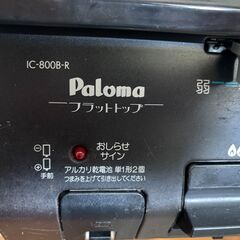 IC-800B-R
Paloma
フラットトップ
おしらせ
サイン
手前
アルカリ乾電池 単1形2個
つまみを上げて引き出してください